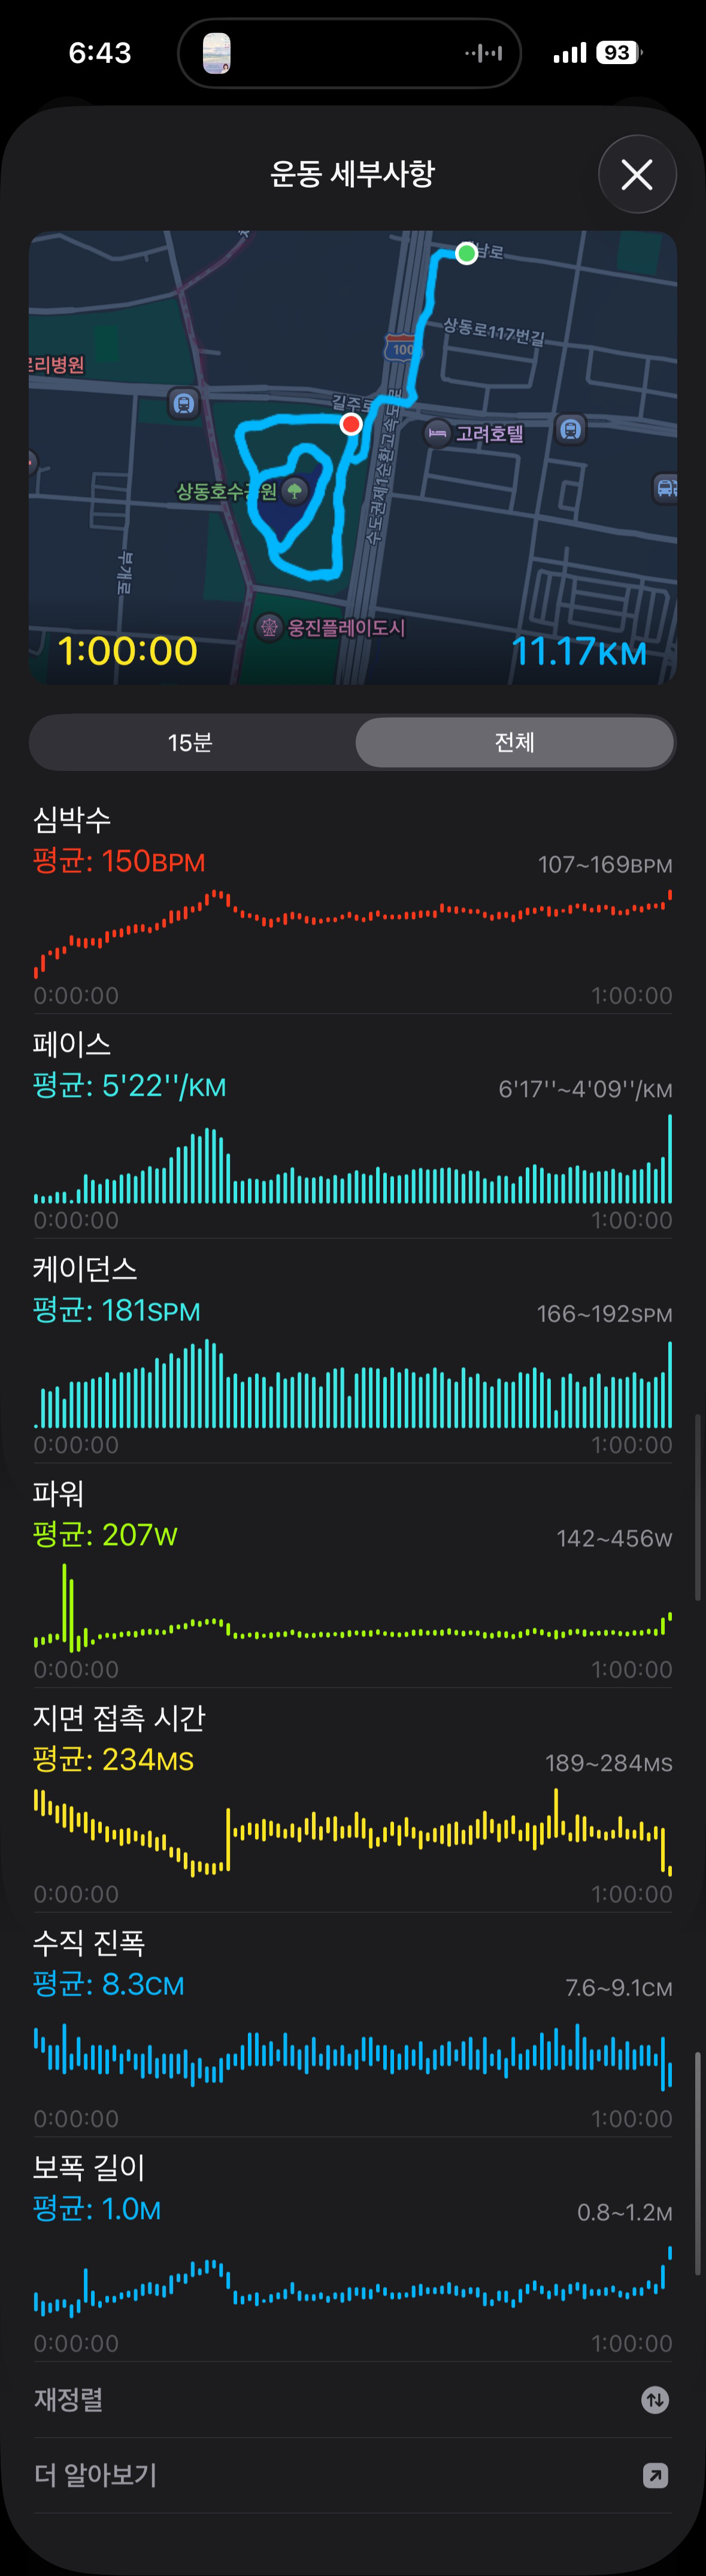 6:43
93
운동 세부사항
상동로117번길
100
길주로
고려호텔
상동호수공원
수도권제1순환고속도로
부개로
웅진플레이도시
1:00:00
11.17KM
15분
전체
심박수
평균: 150BPM
107~169BPM
0:00:00
1:00:00
페이스
평균: 5'22''/KM
6'17''~4'09''/KM
0:00:00
1:00:00
케이던스
평균: 181SPM
166~192SPM
0:00:00
1:00:00
파워
평균: 207W
142~456W
0:00:00
1:00:00
지면 접촉 시간
평균: 234MS
189~284MS
0:00:00
1:00:00
수직 진폭
평균: 8.3CM
7.6~9.1CM
0:00:00
1:00:00
보폭 길이
평균: 1.0M
0.8~1.2M
0:00:00
1:00:00
재정렬
더 알아보기